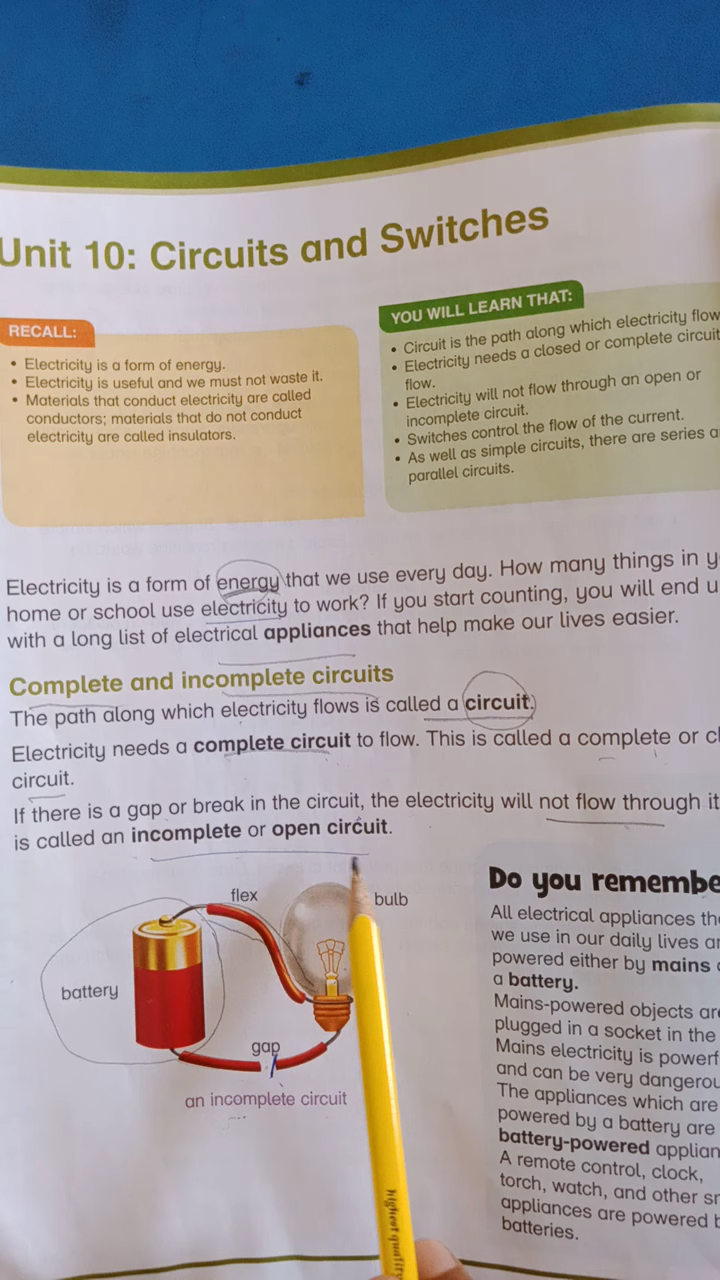 Unit 10: Circuits and Switches
RECALL:
• Electricity is a form of energy.
• Electricity is useful and we must not waste it.
• Materials that conduct electricity are called
conductors; materials that do not conduct
electricity are called insulators.
YOU WILL LEARN THAT:
• Circuit is the path along which electricity flow
• Electricity needs a closed or complete circuit
flow.
• Electricity will not flow through an open or
incomplete circuit.
• Switches control the flow of the current.
• As well as simple circuits, there are series a
parallel circuits.
Electricity is a form of energy that we use every day. How many things in y
home or school use electricity to work? If you start counting, you will end u
with a long list of electrical appliances that help make our lives easier.
Complete and incomplete circuits
The path along which electricity flows is called a circuit.
Electricity needs a complete circuit to flow. This is called a complete or cl
circuit.
If there is a gap or break in the circuit, the electricity will not flow through it
is called an incomplete or open circuit.
flex
bulb
battery
gap
an incomplete circuit
Do you remembe
All electrical appliances th
we use in our daily lives ar
powered either by mains
a battery.
Mains-powered objects are
plugged in a socket in the
Mains electricity is powerf
and can be very dangerou
The appliances which are
powered by a battery are
battery-powered applian
A remote control, clock,
torch, watch, and other sm
appliances are powered b
batteries.
highest quality